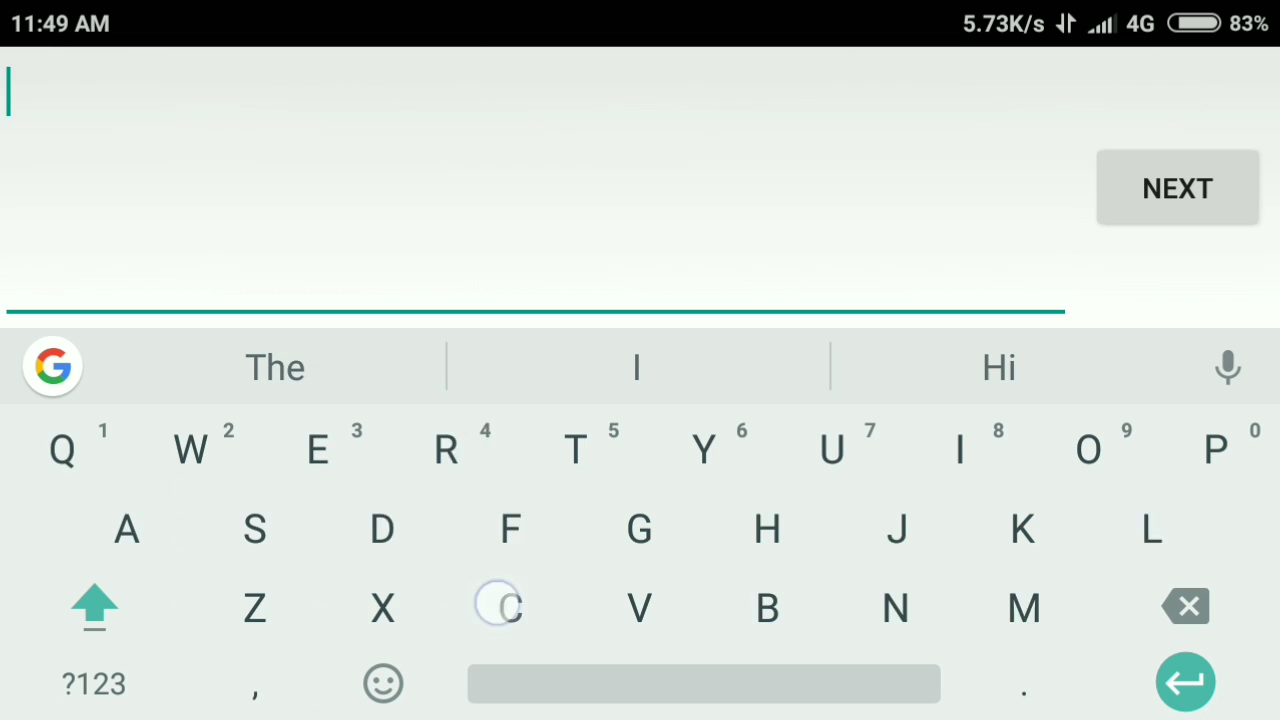 11:49 AM 5.73K/s 4G 83%
NEXT
The I Hi
Q 1 W 2 E 3 R 4 T 5 Y 6 U 7 I 8 O 9 P 0
A S D F G H J K L
Z X C V B N M
?123 , .